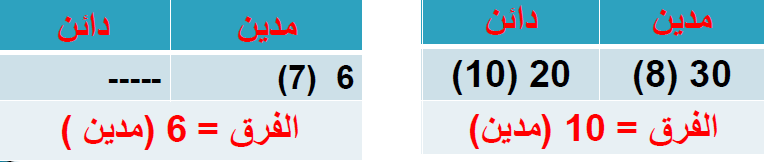 مدين دائن
30 (8) 20 (10)
الفرق = 10 (مدين)
مدين دائن
6 (7) -----
الفرق = 6 (مدين )